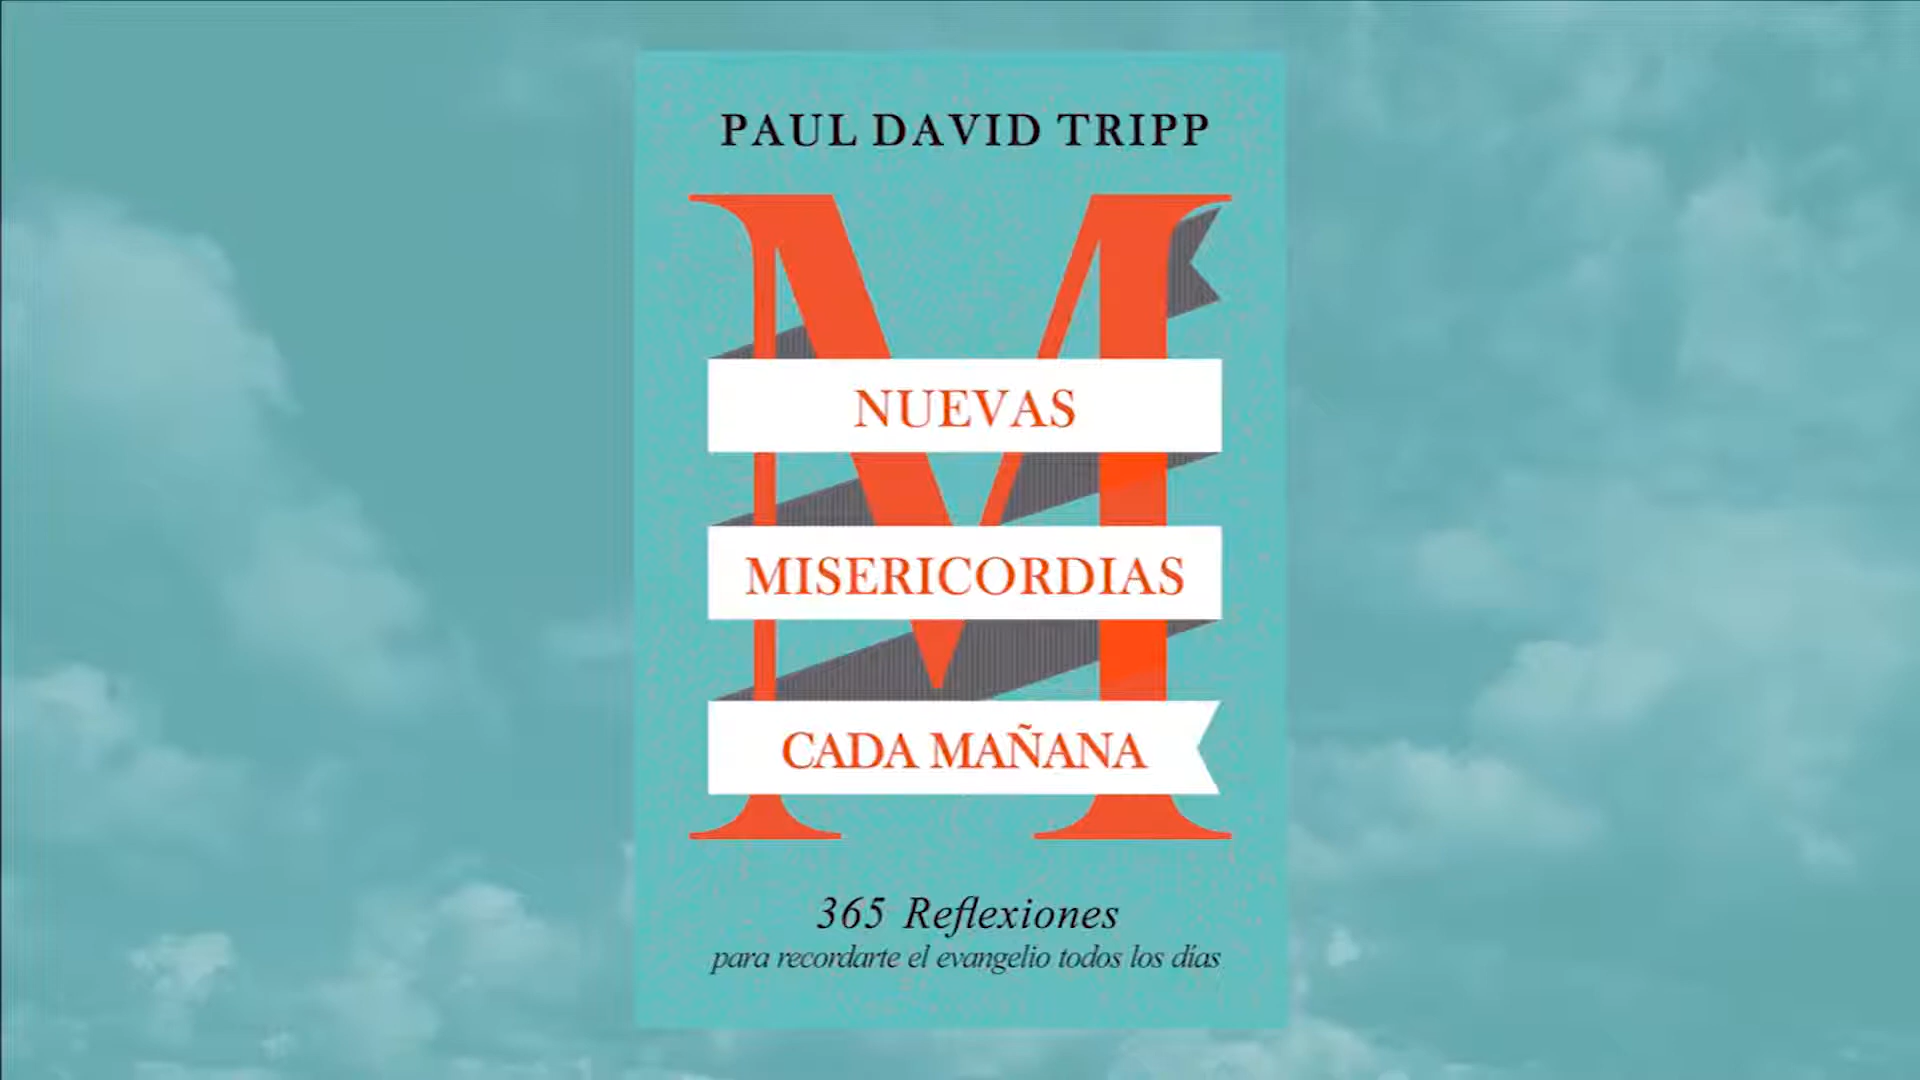 PAUL DAVID TRIPP
NUEVAS
MISERICORDIAS
CADA MAÑANA
365 Reflexiones
para recordarte el evangelio todos los días